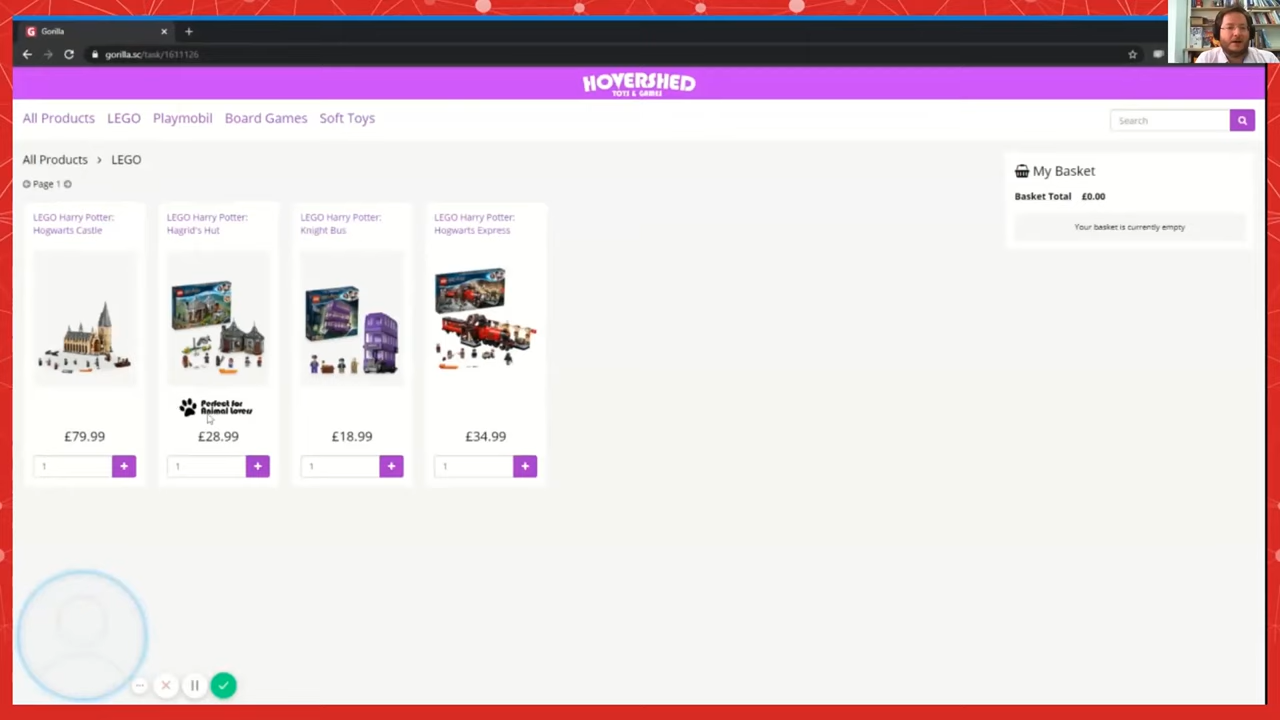 Gorilla
gorilla.sc/task/1611126
HOVERSHED
TOYS & GAMES
All Products LEGO Playmobil Board Games Soft Toys
Search
All Products > LEGO
Page 1
My Basket
Basket Total £0.00
Your basket is currently empty
LEGO Harry Potter:
Hogwarts Castle
LEGO Harry Potter:
Hagrid's Hut
LEGO Harry Potter:
Knight Bus
LEGO Harry Potter:
Hogwarts Express
Perfect for
Animal Lovers
£79.99 £28.99 £18.99 £34.99
1 1 1 1